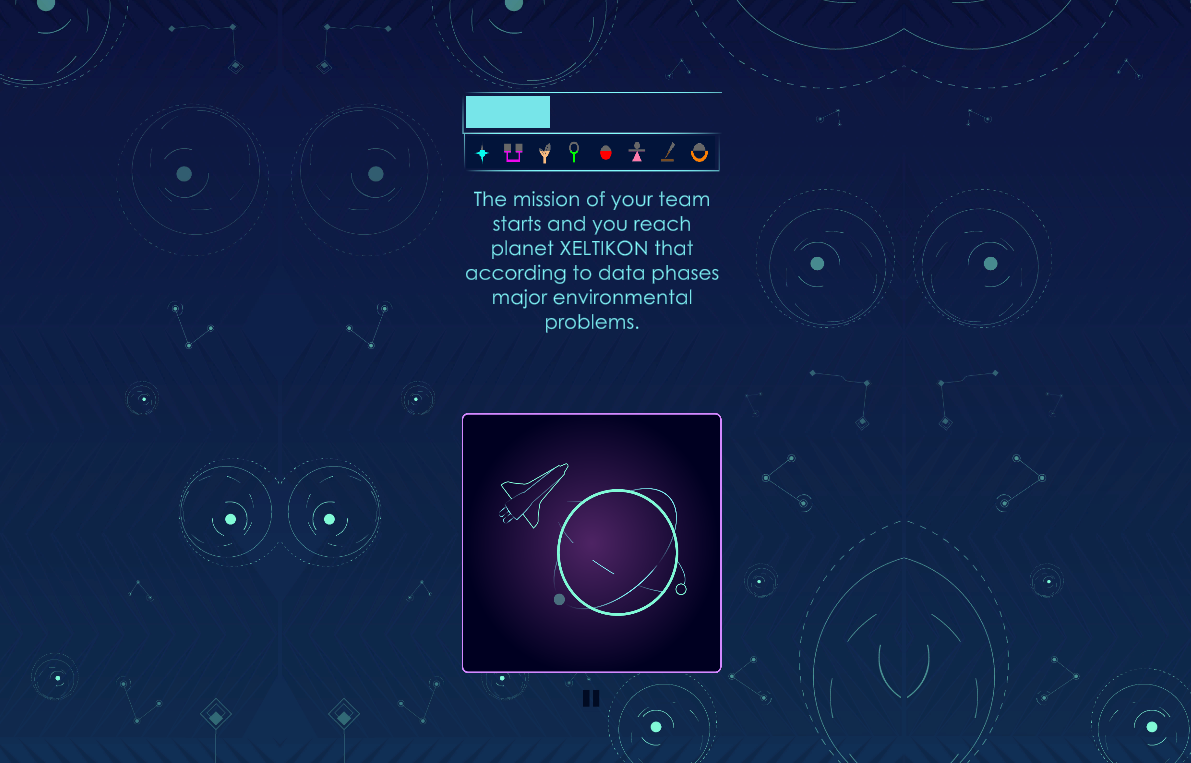 The mission of your team
starts and you reach
planet XELTIKON that
according to data phases
major environmental
problems.